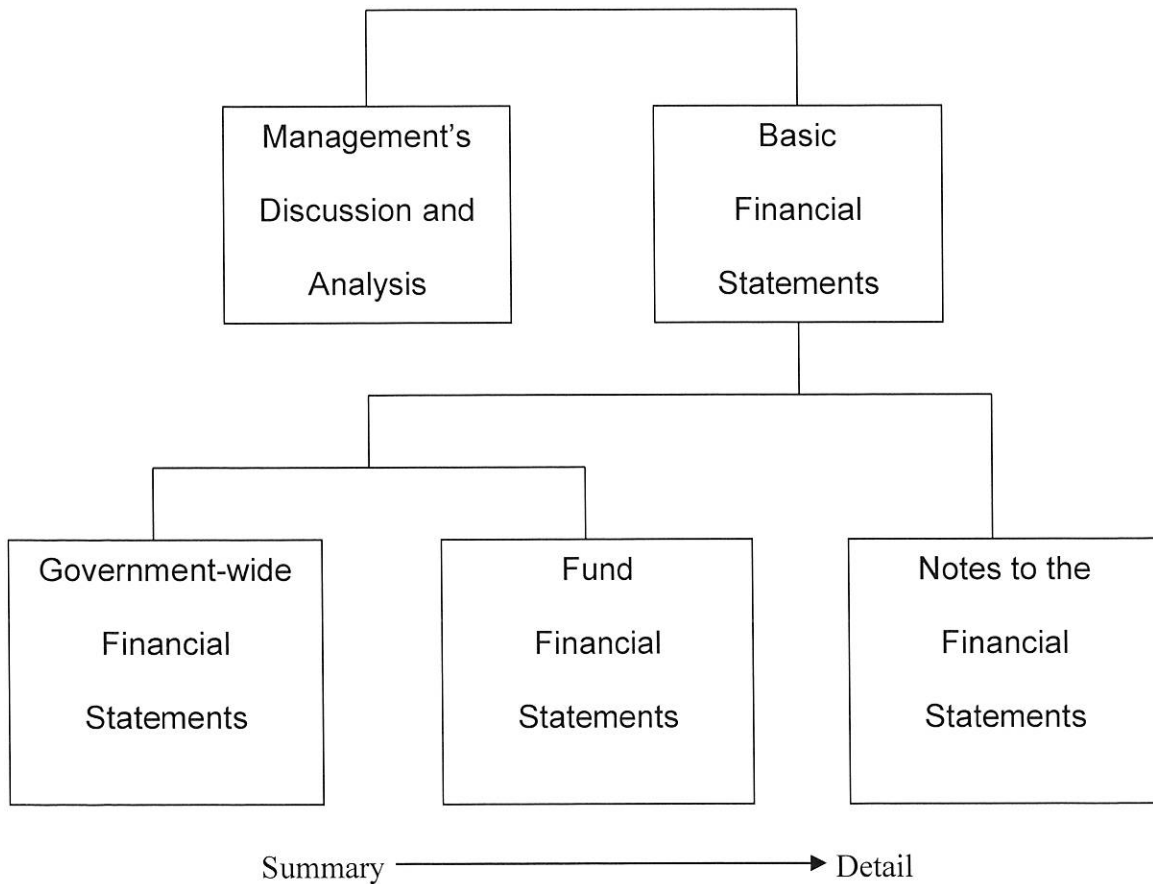 Management's
Discussion and
Analysis
Basic
Financial
Statements
Government-wide
Financial
Statements
Fund
Financial
Statements
Notes to the
Financial
Statements
Summary
Detail